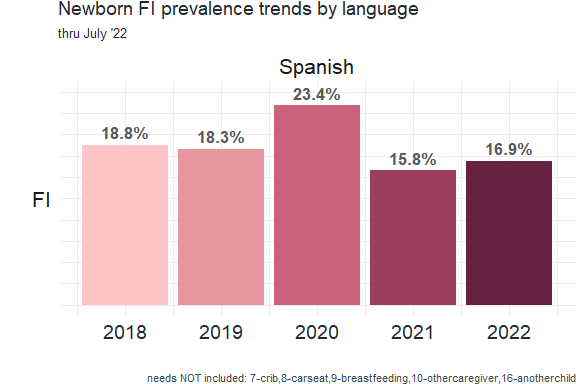 Newborn FI prevalence trends by language
thru July '22
Spanish
23.4%
18.8%
18.3%
16.9%
15.8%
FI
2018 2019 2020 2021 2022
needs NOT included: 7-crib,8-carseat,9-breastfeeding,10-othercaregiver,16-anotherchild